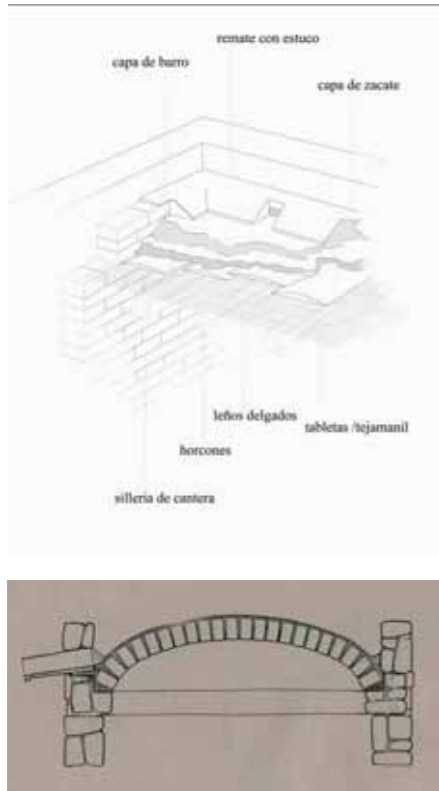 remate con estuco
capa de barro
capa de zacate
leños delgados
tabletas /tejamanil
horcones
sillería de cantera